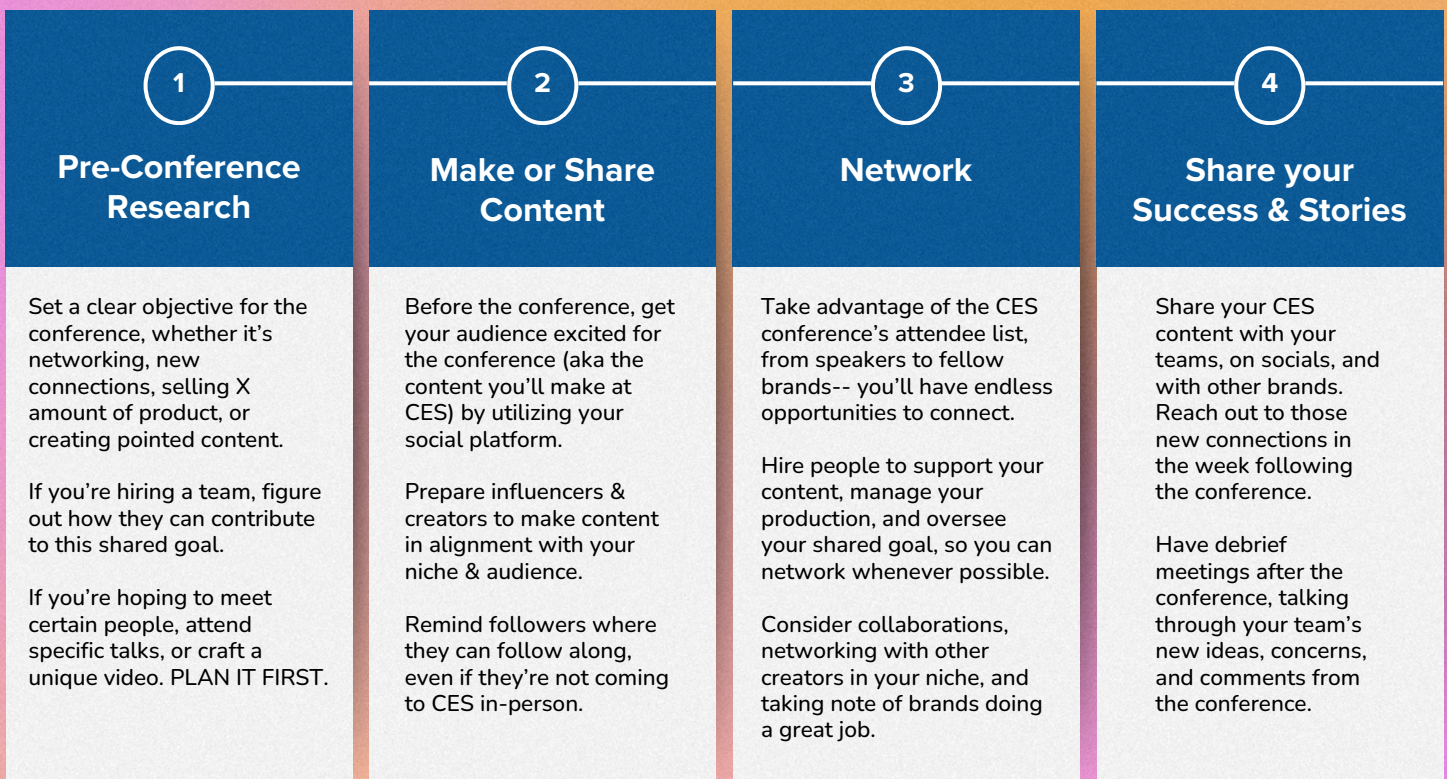 1
Pre-Conference
Research
Set a clear objective for the
conference, whether it’s
networking, new
connections, selling X
amount of product, or
creating pointed content.
If you’re hiring a team, figure
out how they can contribute
to this shared goal.
If you’re hoping to meet
certain people, attend
specific talks, or craft a
unique video. PLAN IT FIRST.
2
Make or Share
Content
Before the conference, get
your audience excited for
the conference (aka the
content you’ll make at
CES) by utilizing your
social platform.
Prepare influencers &
creators to make content
in alignment with your
niche & audience.
Remind followers where
they can follow along,
even if they’re not coming
to CES in-person.
3
Network
Take advantage of the CES
conference’s attendee list,
from speakers to fellow
brands-- you’ll have endless
opportunities to connect.
Hire people to support your
content, manage your
production, and oversee
your shared goal, so you can
network whenever possible.
Consider collaborations,
networking with other
creators in your niche, and
taking note of brands doing
a great job.
4
Share your
Success & Stories
Share your CES
content with your
teams, on socials, and
with other brands.
Reach out to those
new connections in
the week following
the conference.
Have debrief
meetings after the
conference, talking
through your team’s
new ideas, concerns,
and comments from
the conference.